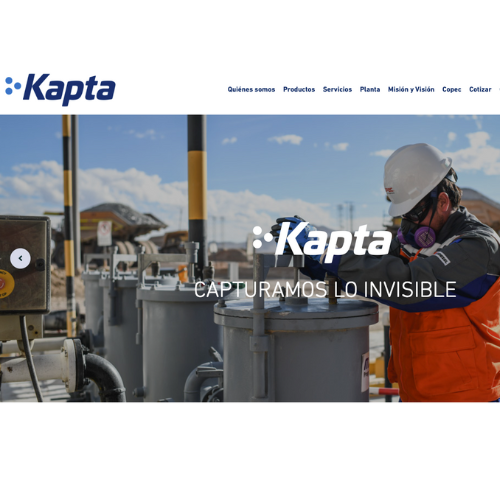 Kapta
Quiénes somos Productos Servicios Planta Misión y Visión Copec Cotizar
Kapta
CAPTURAMOS LO INVISIBLE